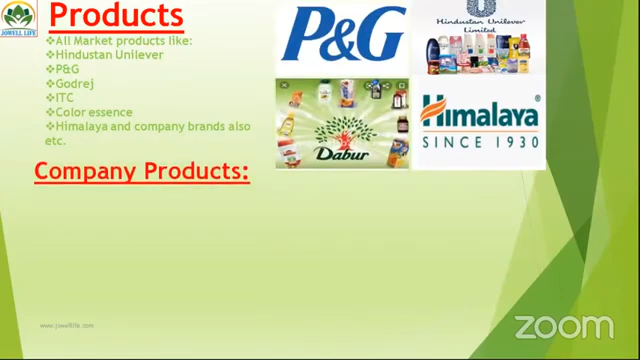 JOWELL LIFE
Products
❖All Market products like:
❖Hindustan Unilever
❖P&G
❖Godrej
❖ITC
❖Color essence
❖Himalaya and company brands also
etc.
P&G
Hindustan Unilever
Limited
Dabur
Himalaya®
SINCE 1930
Company Products:
www.jowelllife.com
zoom